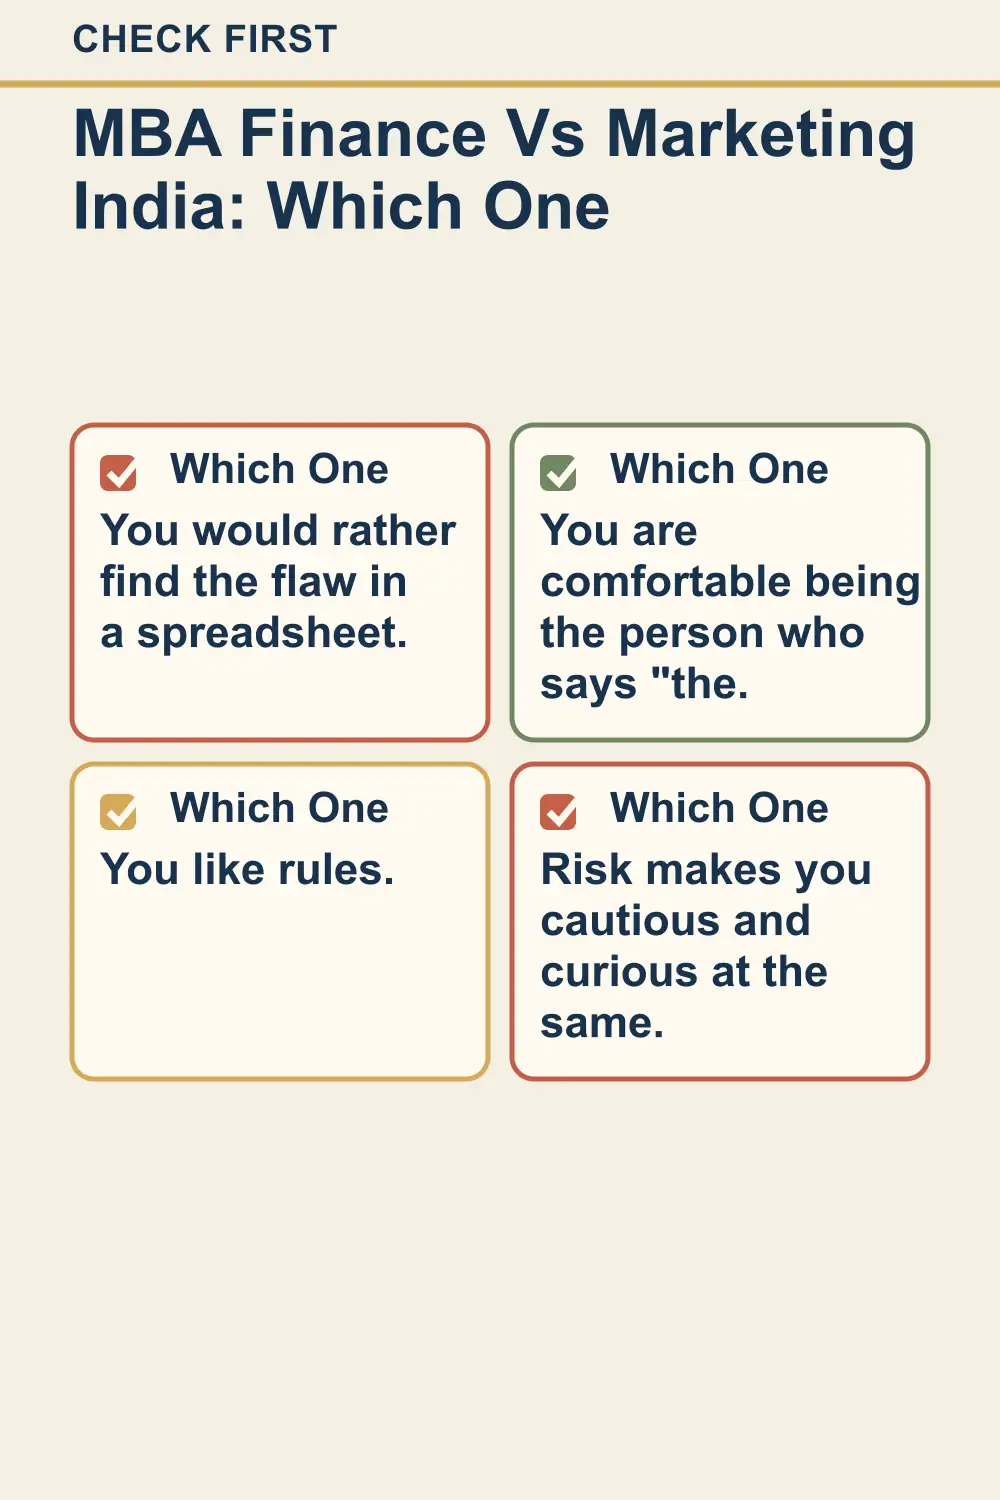 CHECK FIRST
MBA Finance Vs Marketing
India: Which One
Which One
You would rather
find the flaw in
a spreadsheet.
Which One
You are
comfortable being
the person who
says "the.
Which One
You like rules.
Which One
Risk makes you
cautious and
curious at the
same.